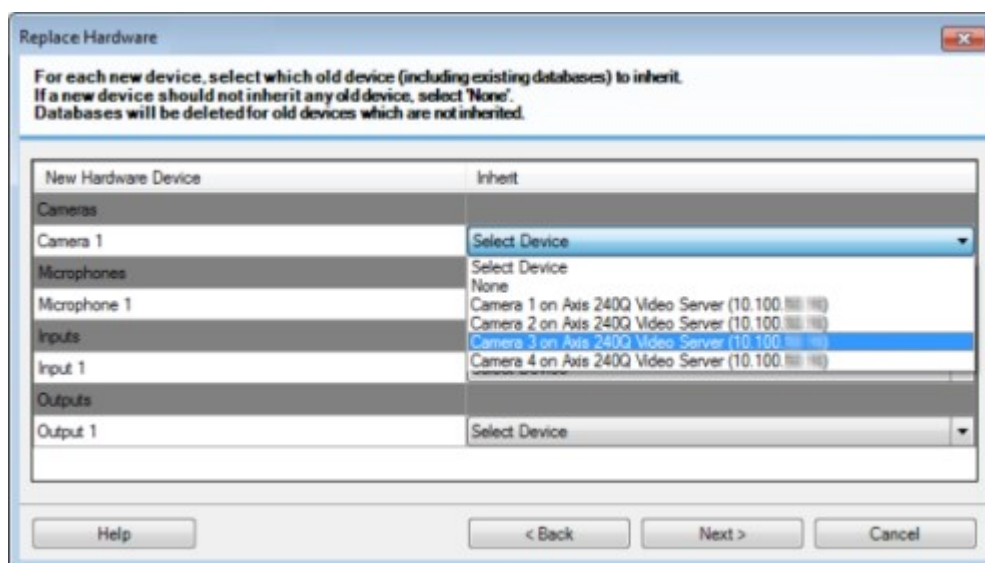 Replace Hardware
For each new device, select which old device (including existing databases) to inherit.
If a new device should not inherit any old device, select 'None'.
Databases will be deleted for old devices which are not inherited.
New Hardware Device Inherit
Cameras
Camera 1 Select Device
Select Device
Microphones
None
Microphone 1 Camera 1 on Axis 240Q Video Server (10.100.
Camera 2 on Axis 240Q Video Server (10.100.
Inputs Camera 3 on Axis 240Q Video Server (10.100.
Input 1 Camera 4 on Axis 240Q Video Server (10.100.
Outputs
Output 1 Select Device
Help < Back Next > Cancel